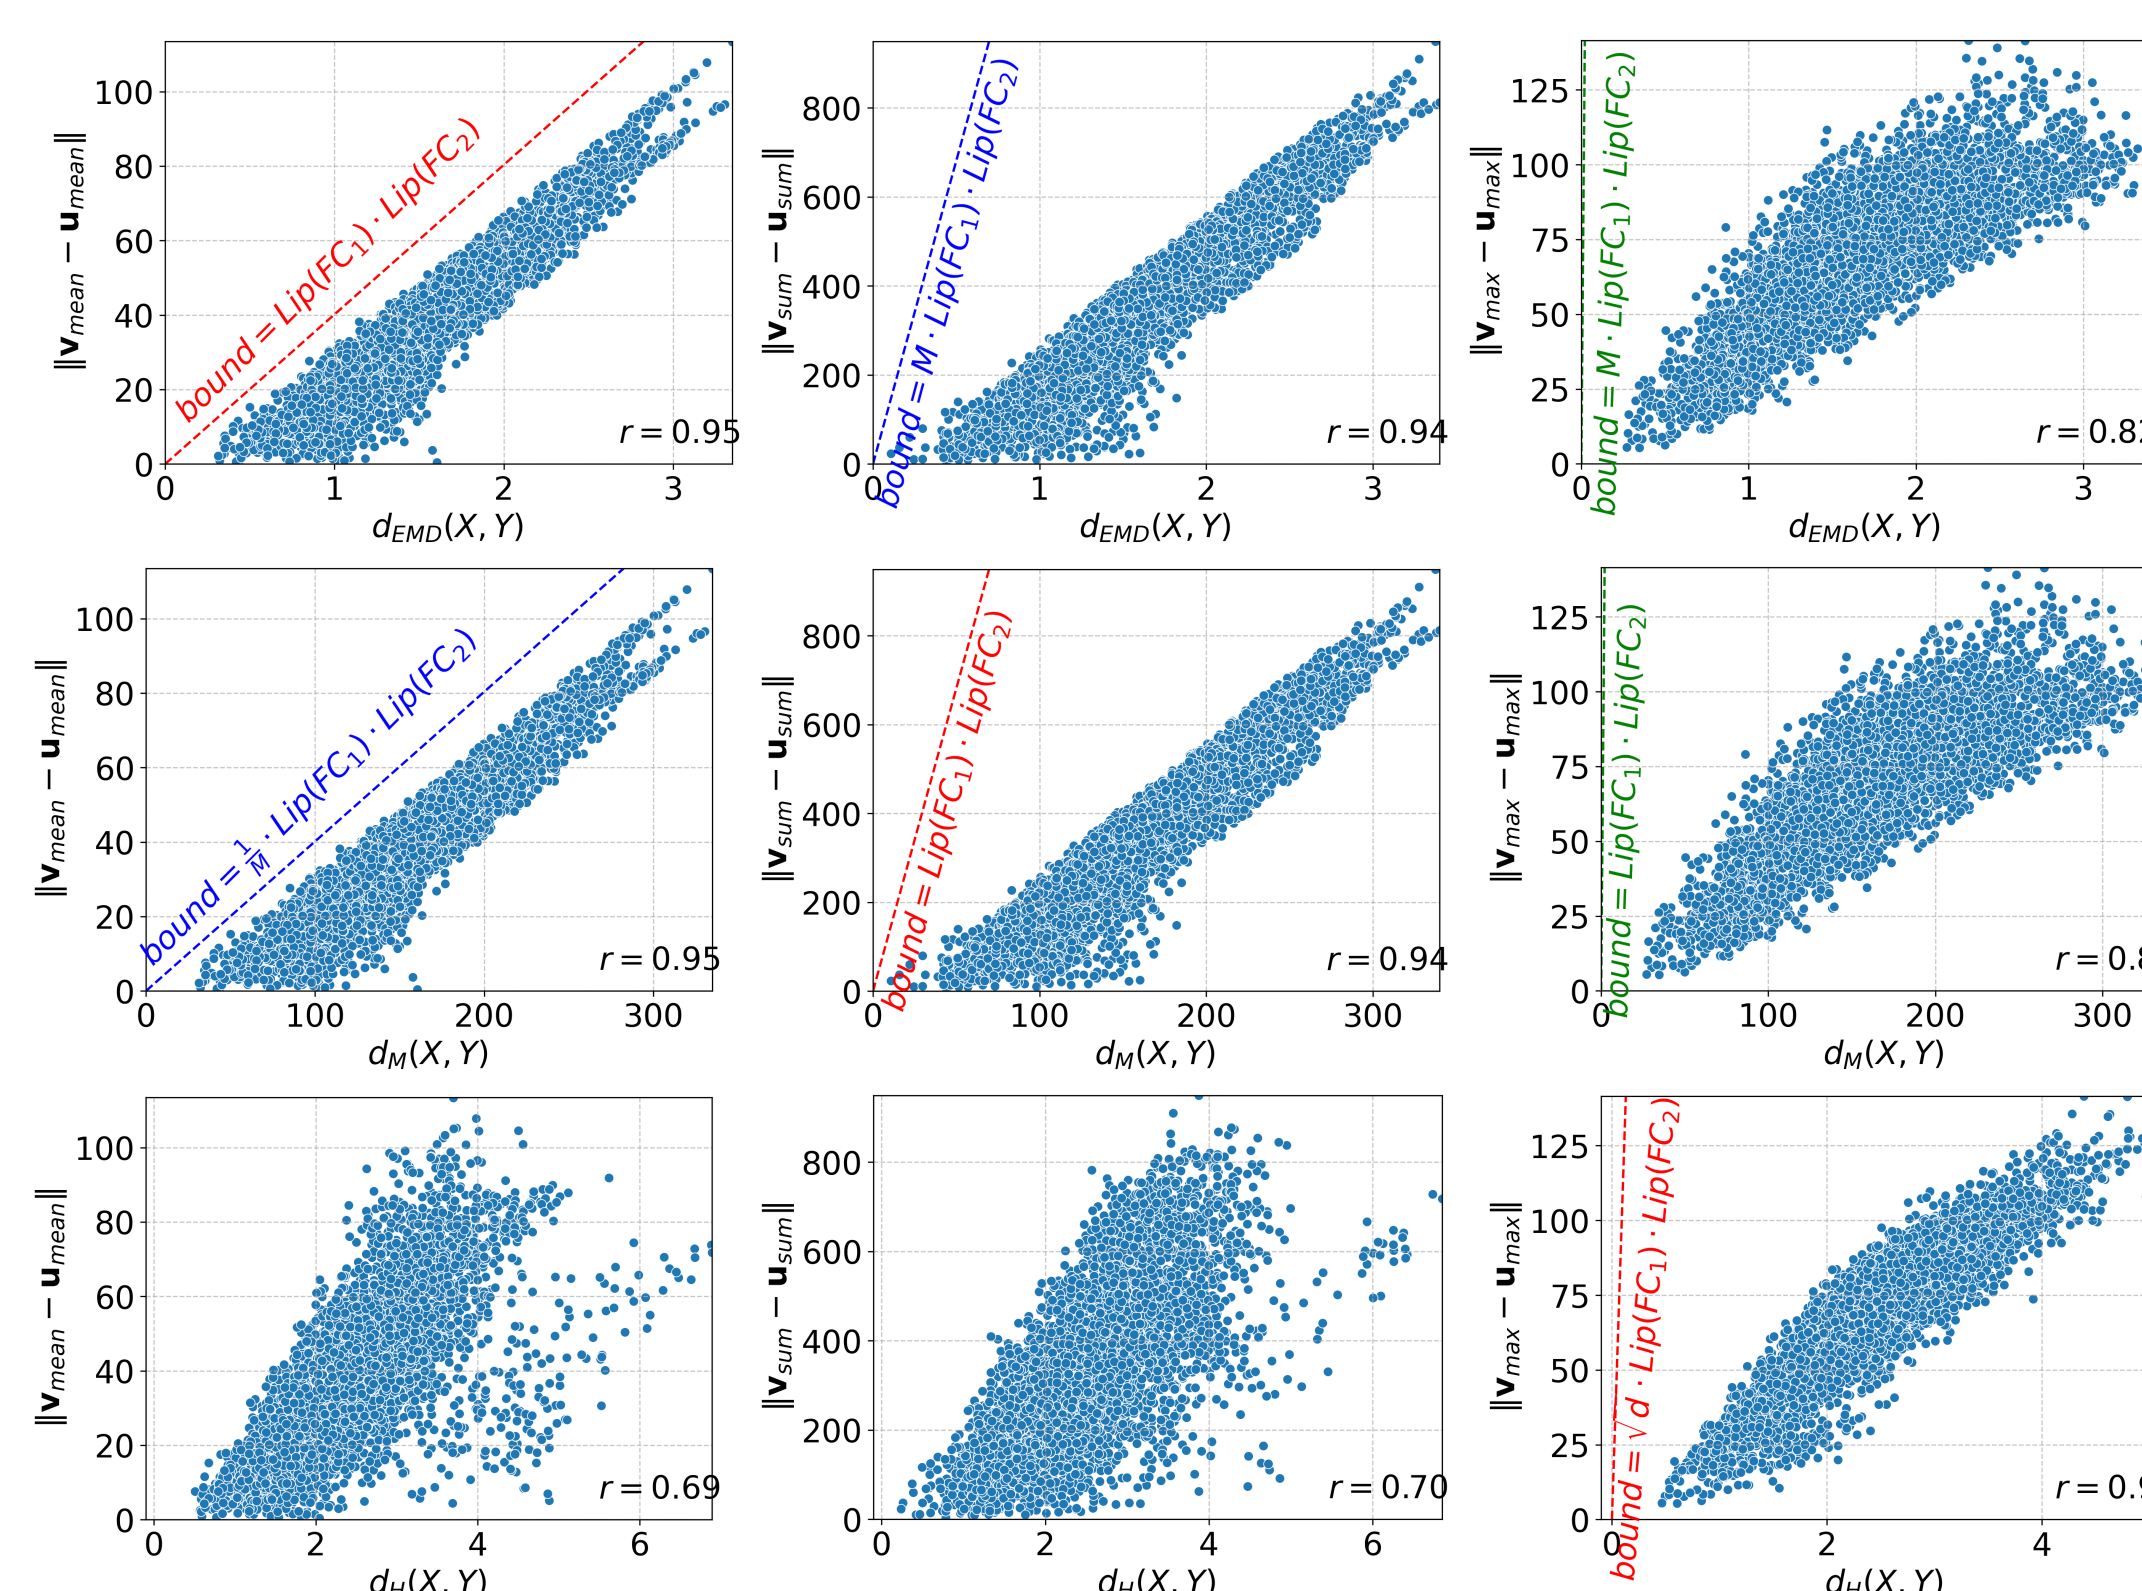 ‖v_mean − u_mean‖
100
80
60
40
20
0
bound = Lip(FC₁) · Lip(FC₂)
r = 0.95
0 1 2 3
d_EMD(X, Y)
‖v_sum − u_sum‖
800
600
400
200
0
bound = M · Lip(FC₁) · Lip(FC₂)
r = 0.94
0 1 2 3
d_EMD(X, Y)
‖v_max − u_max‖
125
100
75
50
25
0
bound = M · Lip(FC₁) · Lip(FC₂)
r = 0.8
0 1 2 3
d_EMD(X, Y)
‖v_mean − u_mean‖
100
80
60
40
20
0
bound = 1/M · Lip(FC₁) · Lip(FC₂)
r = 0.95
0 100 200 300
d_M(X, Y)
‖v_sum − u_sum‖
800
600
400
200
0
bound = Lip(FC₁) · Lip(FC₂)
r = 0.94
0 100 200 300
d_M(X, Y)
‖v_max − u_max‖
125
100
75
50
25
0
bound = Lip(FC₁) · Lip(FC₂)
r = 0.8
0 100 200 300
d_M(X, Y)
‖v_mean − u_mean‖
100
80
60
40
20
0
r = 0.69
0 2 4 6
d_H(X, Y)
‖v_sum − u_sum‖
800
600
400
200
0
r = 0.70
0 2 4 6
d_H(X, Y)
‖v_max − u_max‖
125
100
75
50
25
0
bound = √d · Lip(FC₁) · Lip(FC₂)
r = 0.9
0 2 4
d_H(X, Y)